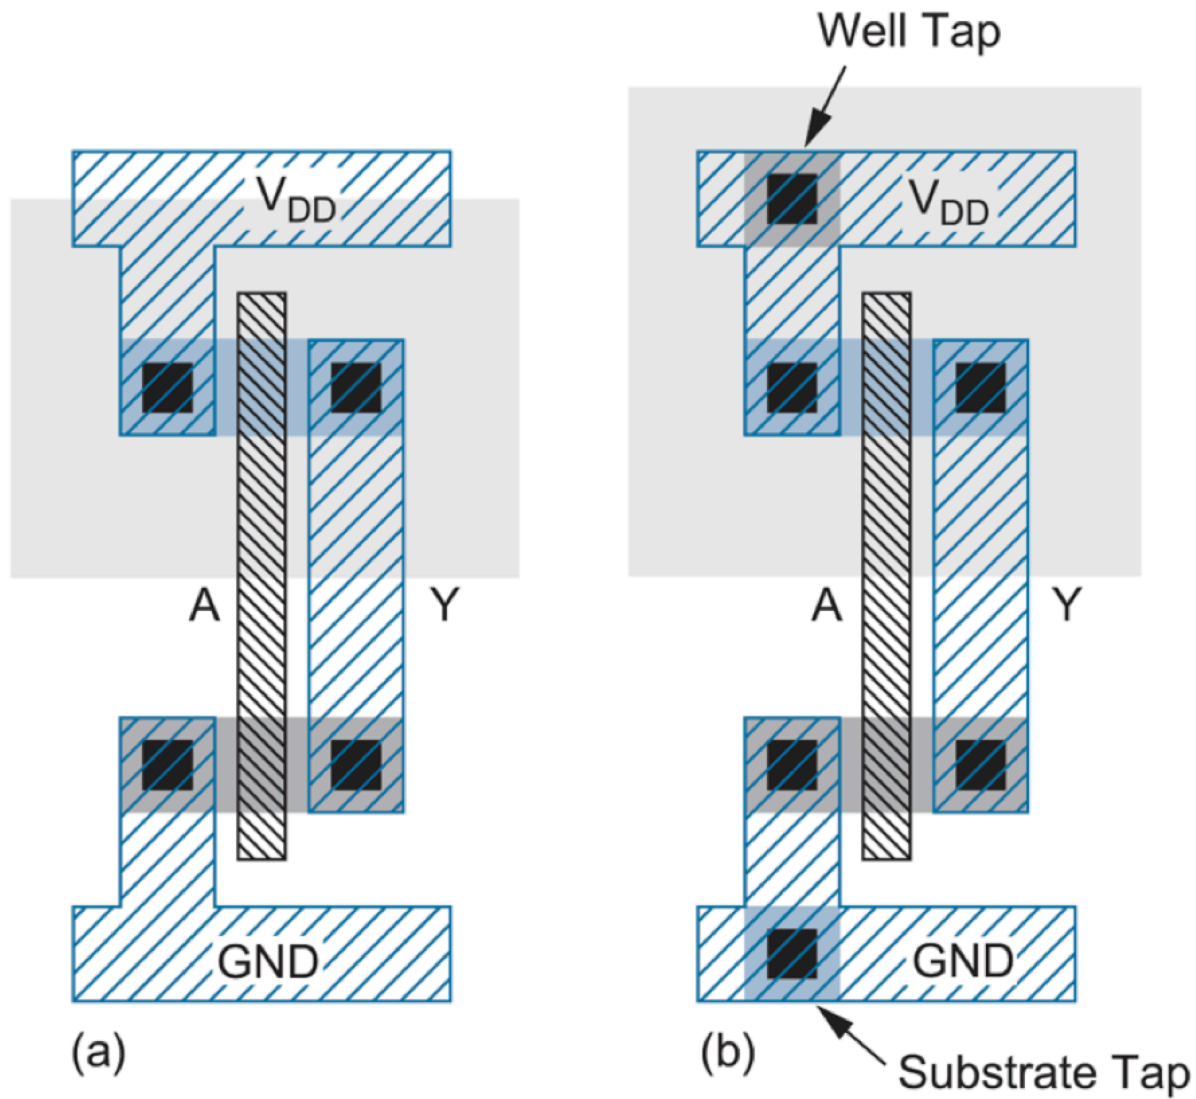 Well Tap
VDD
VDD
A
Y
A
Y
GND
GND
(a)
(b)
Substrate Tap